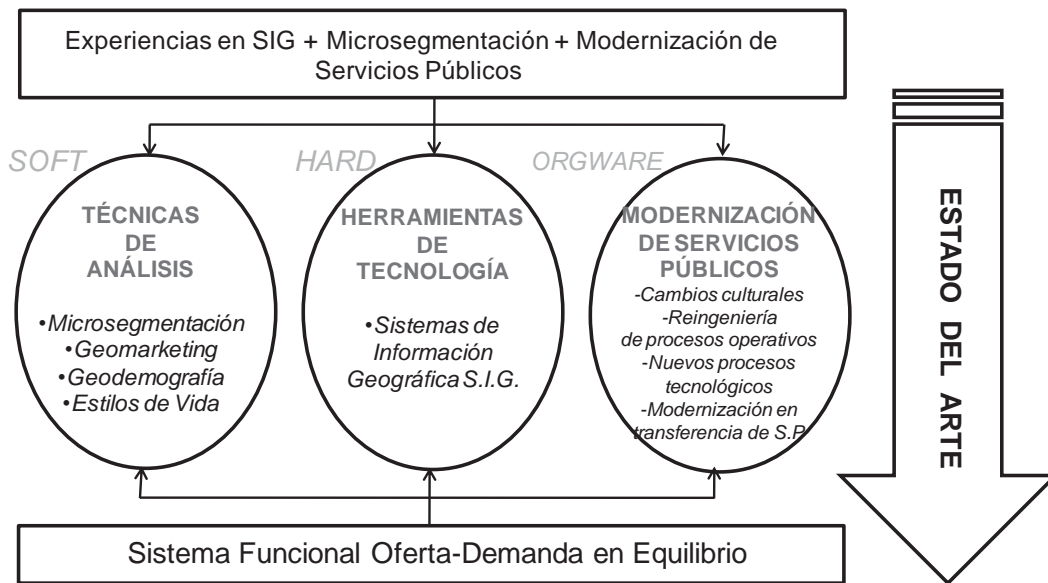 Experiencias en SIG + Microsegmentación + Modernización de
Servicios Públicos
SOFT
HARD
ORGWARE
TÉCNICAS
DE
ANÁLISIS
•Microsegmentación
•Geomarketing
•Geodemografía
•Estilos de Vida
HERRAMIENTAS
DE
TECNOLOGÍA
•Sistemas de
Información
Geográfica S.I.G.
MODERNIZACIÓN
DE SERVICIOS
PÚBLICOS
-Cambios culturales
-Reingeniería
de procesos operativos
-Nuevos procesos
tecnológicos
-Modernización en
transferencia de S.P
ESTADO DEL ARTE
Sistema Funcional Oferta-Demanda en Equilibrio